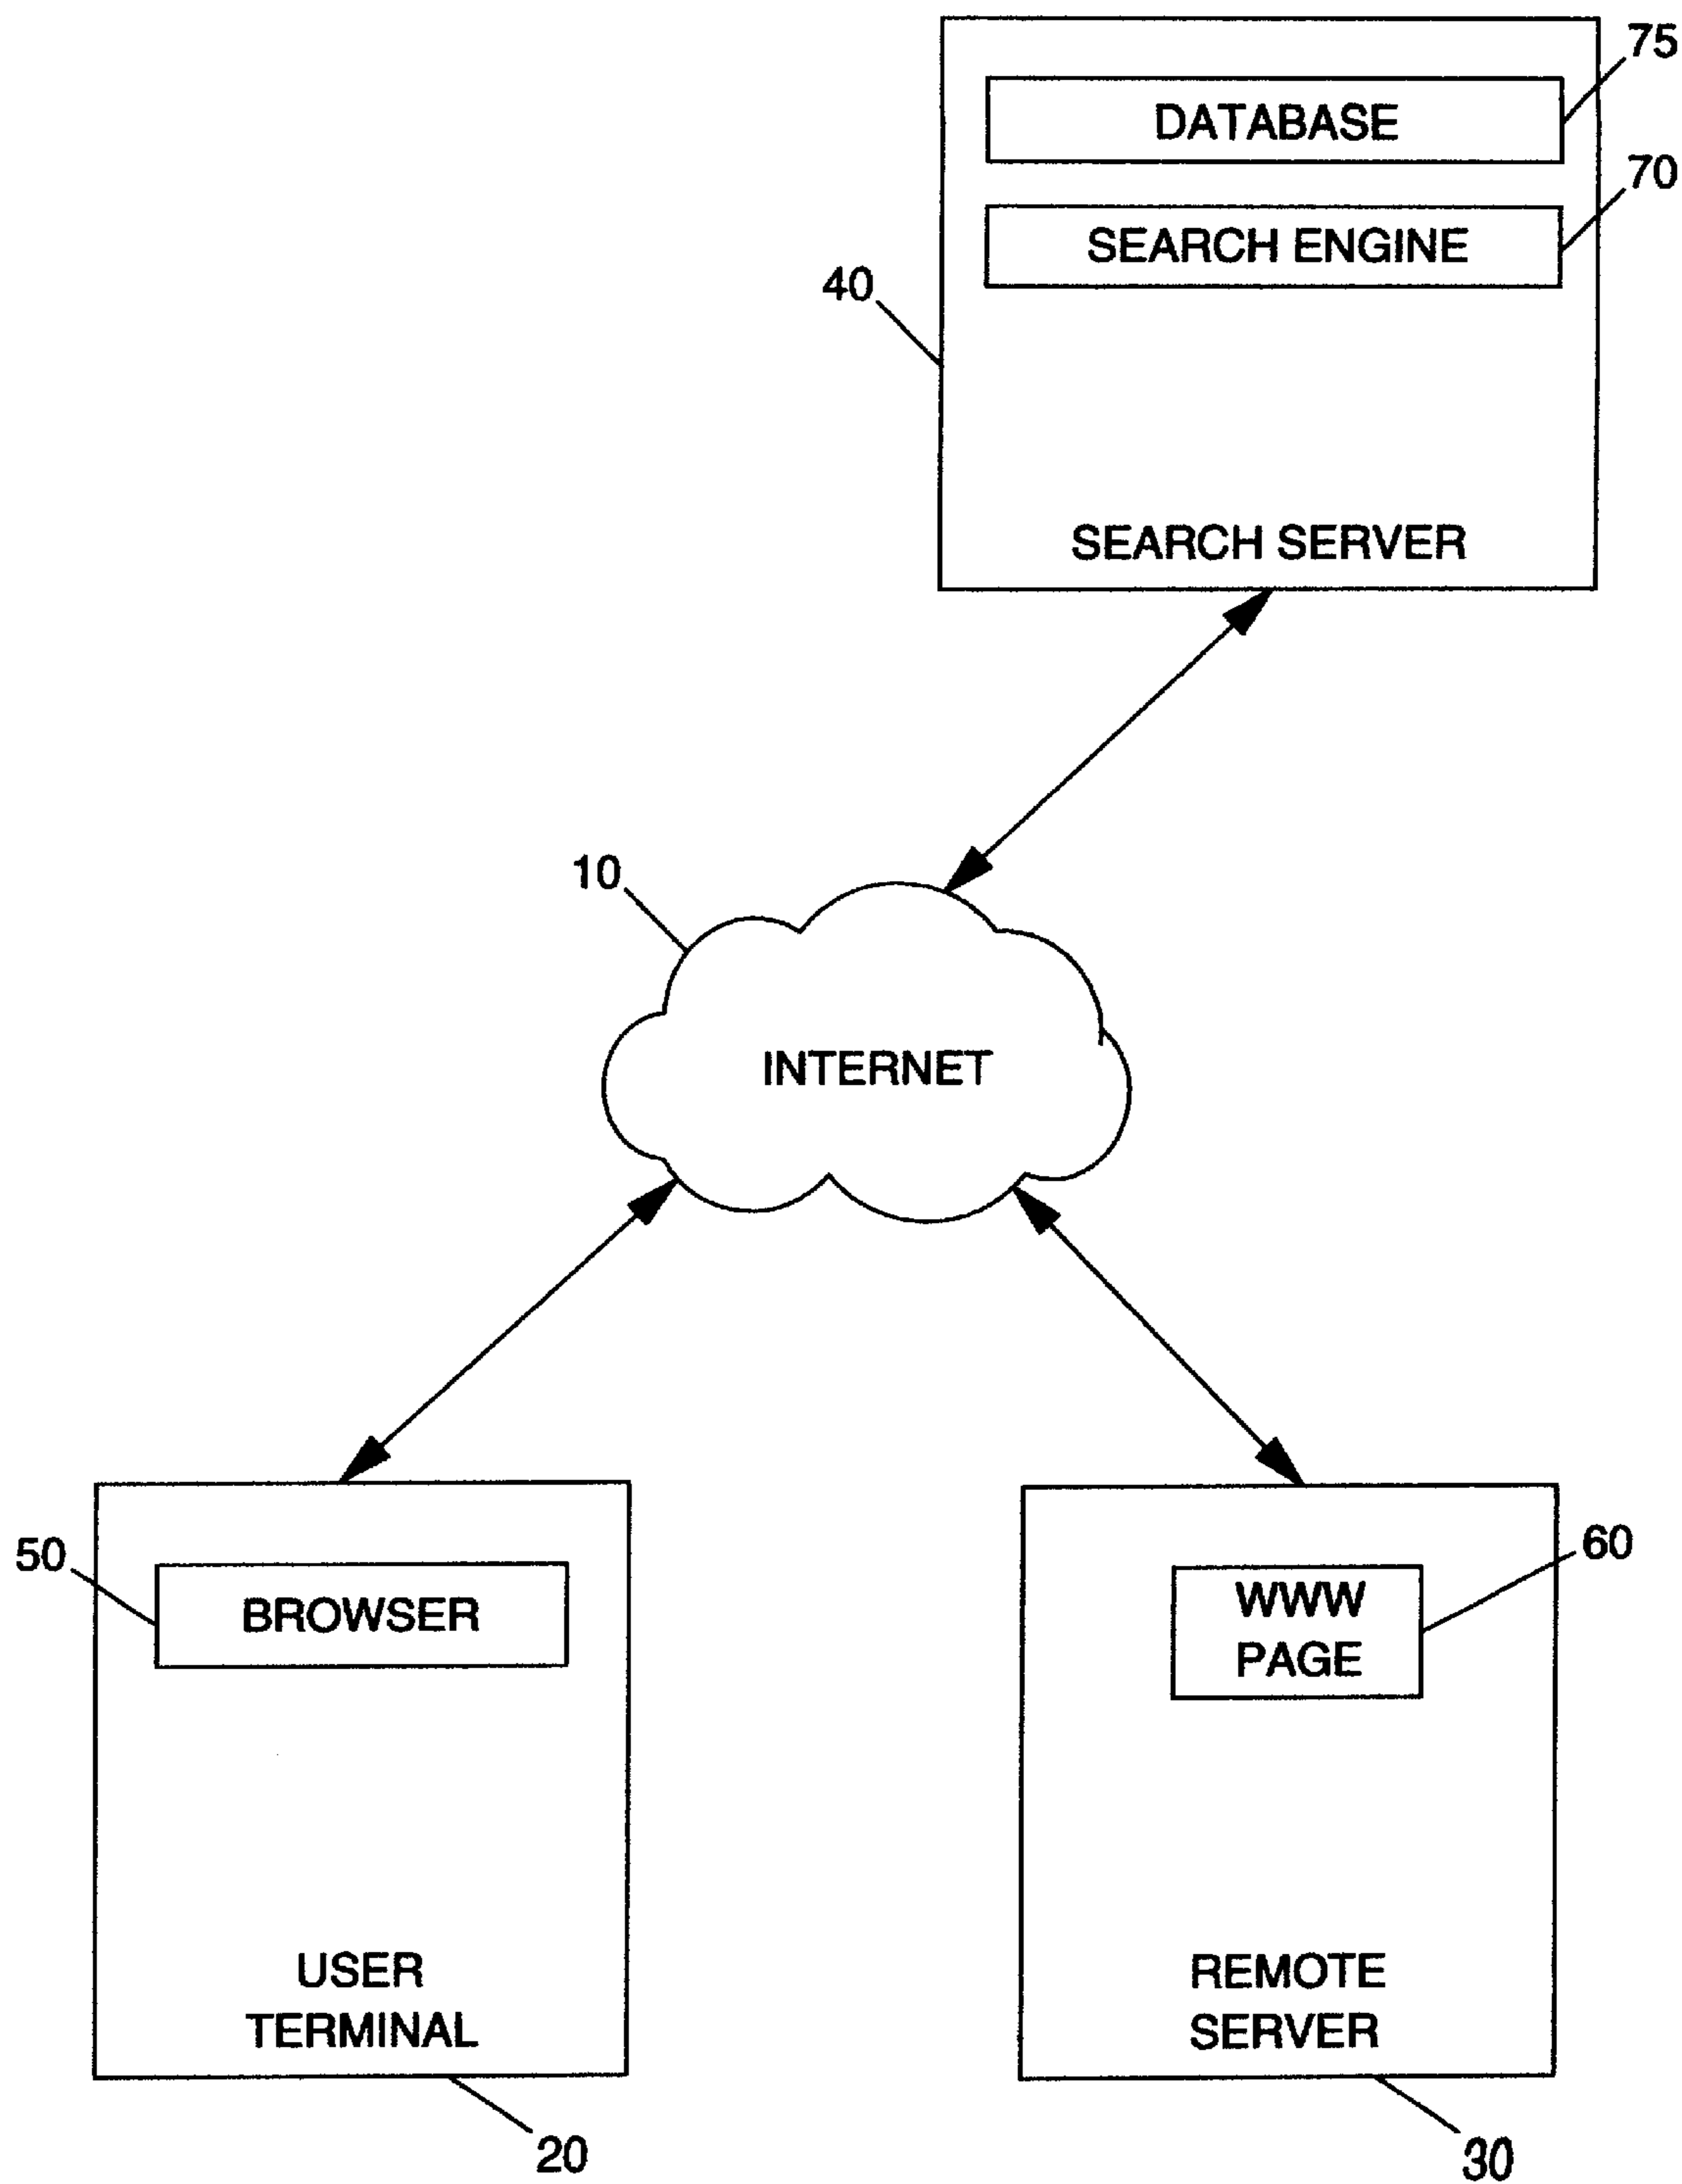 75
DATABASE
70
SEARCH ENGINE
40
SEARCH SERVER
10
INTERNET
50
BROWSER
60
WWW
PAGE
USER
TERMINAL
REMOTE
SERVER
20
30